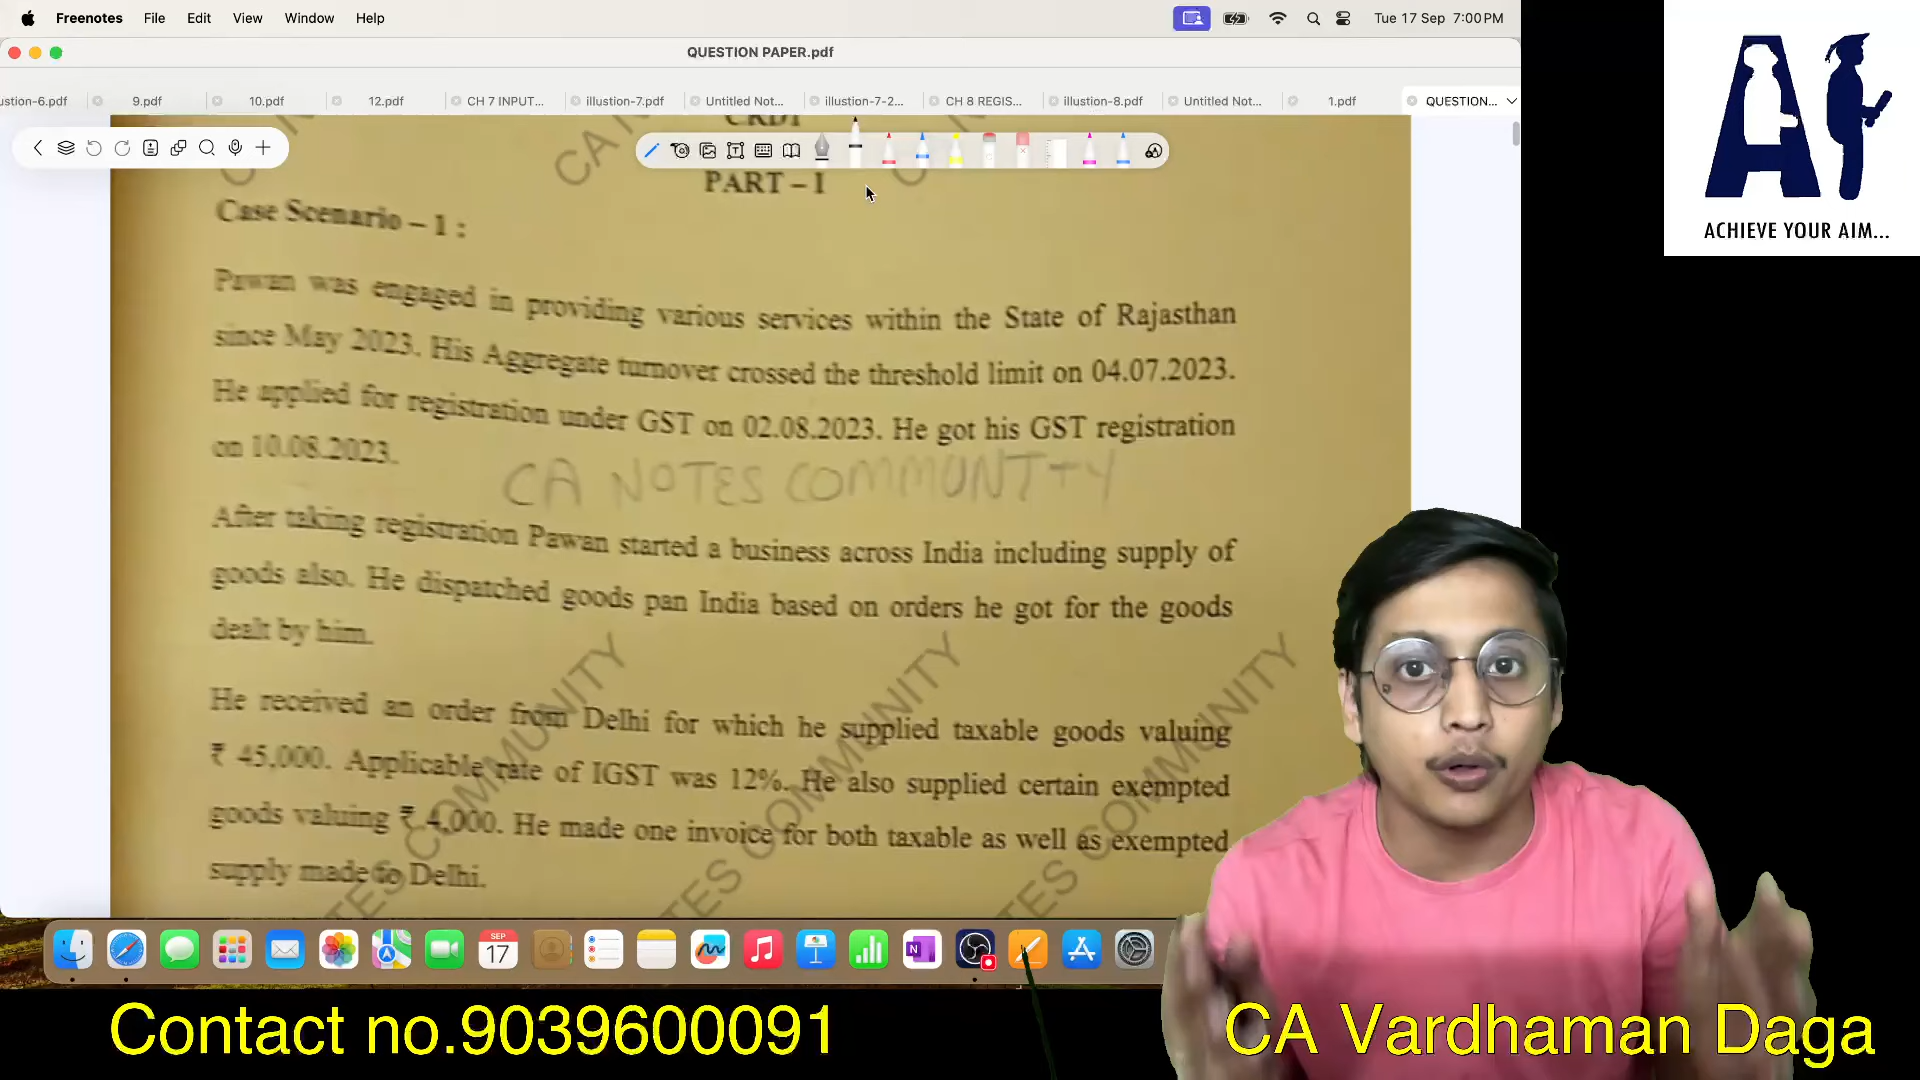 Freenotes File Edit View Window Help Tue 17 Sep 7:00 PM
QUESTION PAPER.pdf
ustion-6.pdf 9.pdf 10.pdf 12.pdf CH 7 INPUT... illustion-7.pdf Untitled Not... illustion-7-2... CH 8 REGIS... illustion-8.pdf Untitled Not... 1.pdf QUESTION...
CRDT
PART – I
Case Scenario – 1 :
Pawan was engaged in providing various services within the State of Rajasthan
since May 2023. His Aggregate turnover crossed the threshold limit on 04.07.2023.
He applied for registration under GST on 02.08.2023. He got his GST registration
on 10.08.2023.
CA NOTES COMMUNITY
After taking registration Pawan started a business across India including supply of
goods also. He dispatched goods pan India based on orders he got for the goods
dealt by him.
He received an order from Delhi for which he supplied taxable goods valuing
₹ 45,000. Applicable rate of IGST was 12%. He also supplied certain exempted
goods valuing ₹ 4,000. He made one invoice for both taxable as well as exempted
supply made to Delhi.
SEP
17
ACHIEVE YOUR AIM...
Contact no.9039600091
CA Vardhaman Daga